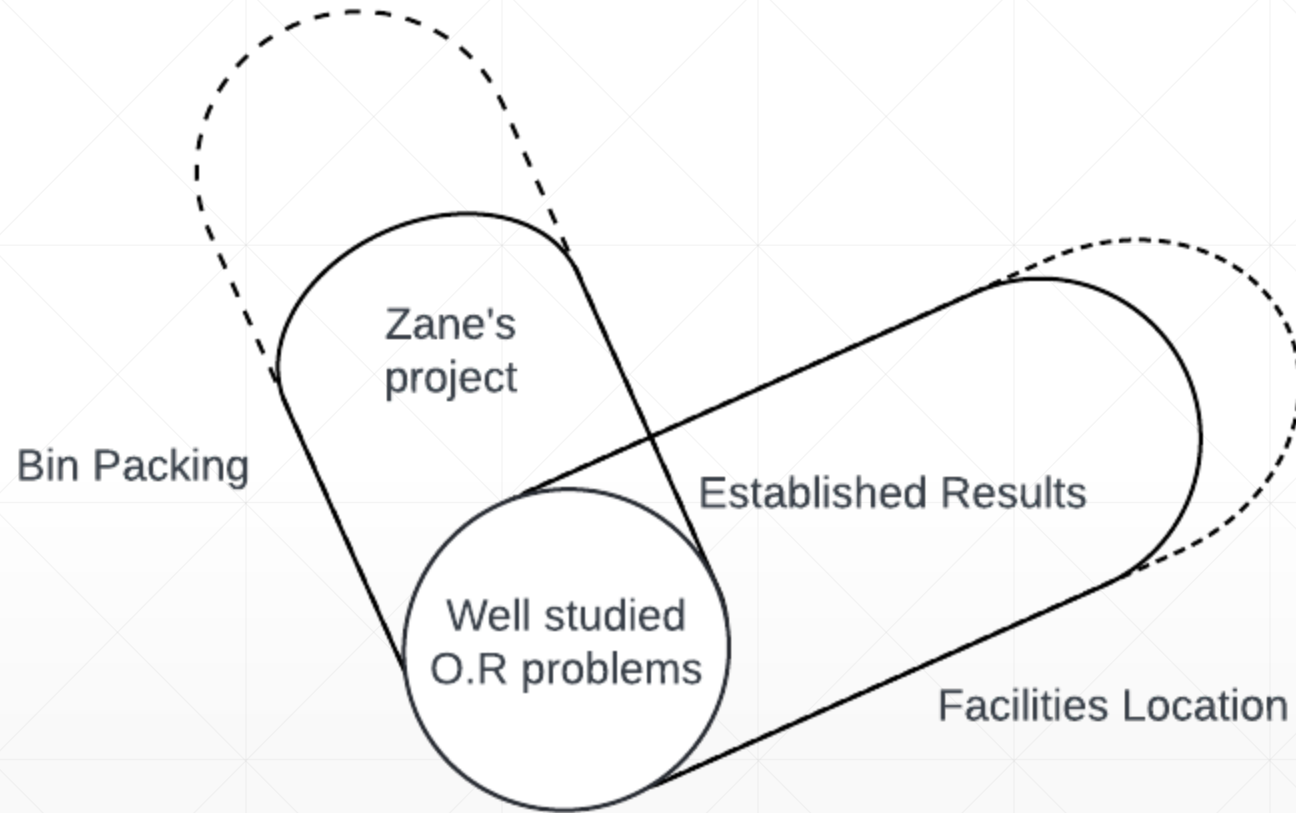 Zane's
project
Bin Packing
Established Results
Well studied
O.R problems
Facilities Location